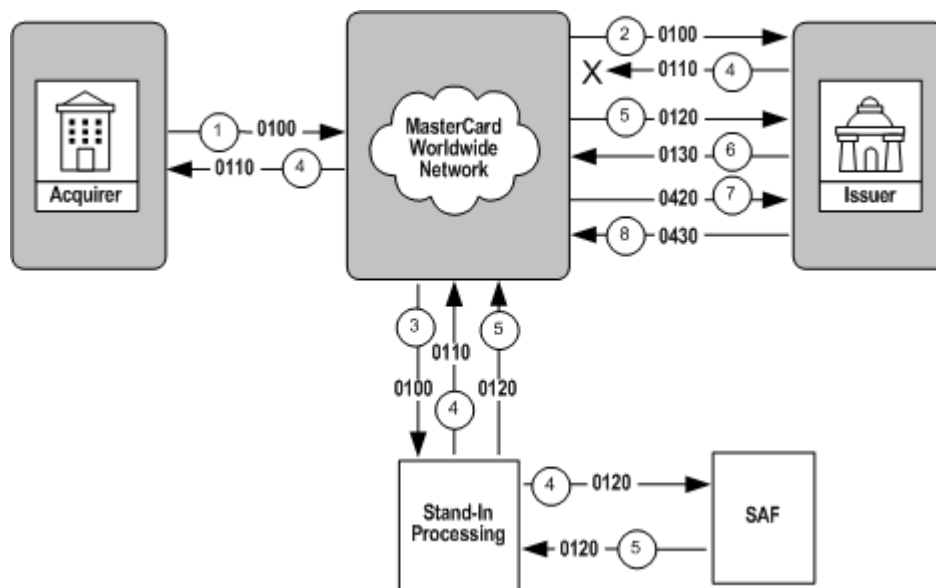 2 0100
0110 4
X
1 0100
0110 4
MasterCard
Worldwide
Network
5 0120
0130 6
0420 7
8 0430
Acquirer
Issuer
3
5
0110
0100
0120
4
4 0120
Stand-In
Processing
SAF
0120 5